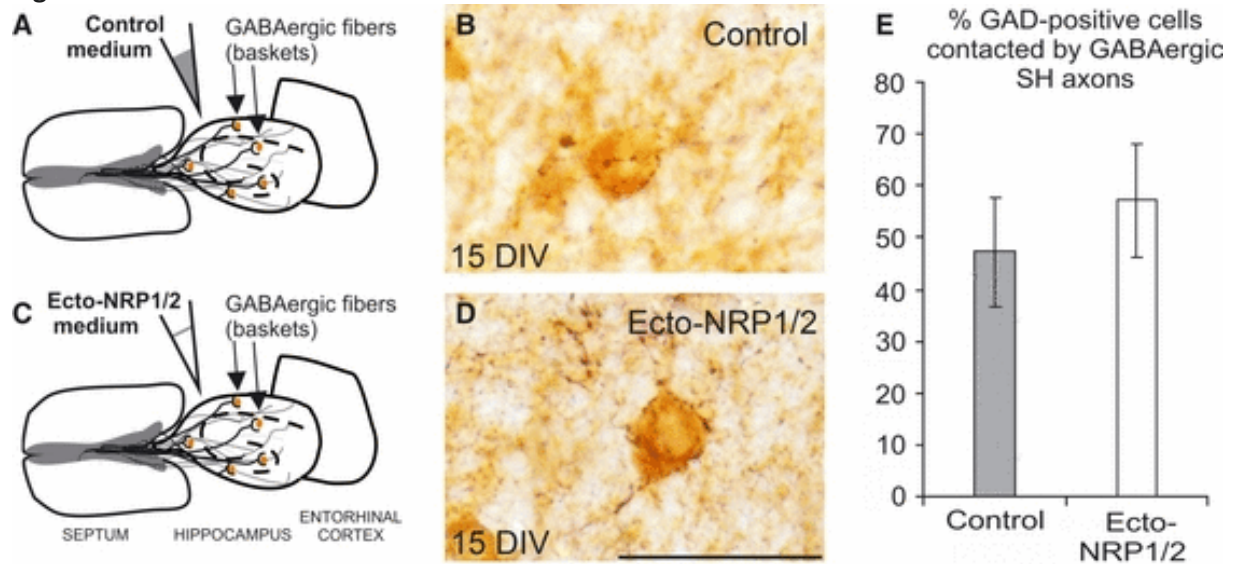 A
Control
medium
GABAergic fibers
(baskets)
B
Control
15 DIV
C
Ecto-NRP1/2
medium
GABAergic fibers
(baskets)
SEPTUM
HIPPOCAMPUS
ENTORHINAL
CORTEX
D
Ecto-NRP1/2
15 DIV
E
% GAD-positive cells
contacted by GABAergic
SH axons
80
70
60
50
40
30
20
10
0
Control
Ecto-
NRP1/2